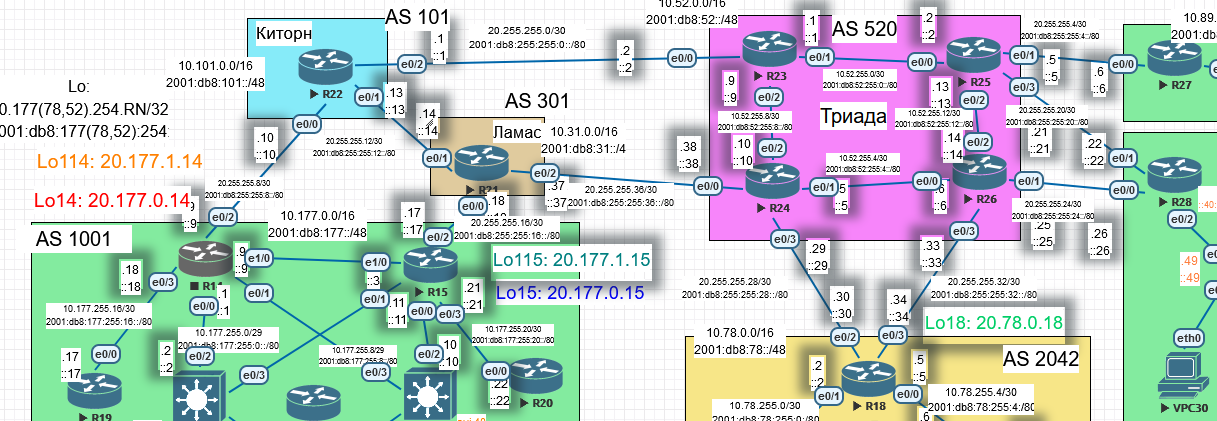 AS 101
10.52.0.0/16
2001:db8:52::/48
Киторн
.1
::1
20.255.255.0/30
2001:db8:255:255:0::/80
.2
::2
e0/2
e0/0
R22
10.101.0.0/16
2001:db8:101::/48
e0/1
.13
::13
e0/0
.10
::10
20.255.255.12/30
2001:db8:255:255:12::/80
.14
::14
AS 301
Ламас
10.31.0.0/16
2001:db8:31::/4
e0/1
e0/2
R21
e0/0
.37
::37
20.255.255.36/30
2001:db8:255:255:36::/80
.38
::38
e0/0
Lo:
0.177(78,52).254.RN/32
001:db8:177(78,52):254:
Lo114: 20.177.1.14
Lo14: 20.177.0.14
20.255.255.8/30
2001:db8:255:255:8::/80
::9
e0/2
AS 520
.1
::1
.2
::2
R23
e0/1
e0/0
10.52.255.0/30
2001:db8:52:255:0::/80
R25
e0/1
e0/3
20.255.255.4/30
2001:db8:255:255:4::/80
.5
::5
.6
::6
e0/0
R27
10.89.
2001:db
.9
::9
e0/2
10.52.255.8/30
2001:db8:52:255:8::/80
.10
::10
e0/2
Триада
.13
::13
e0/2
10.52.255.12/30
2001:db8:52:255:12::/80
.14
::14
e0/2
20.255.255.20/30
2001:db8:255:255:20::/80
.21
::21
.22
::22
e0/1
10.52.255.4/30
2001:db8:52:255:4::/80
e0/1
.5
::5
e0/0
.6
::6
R24
R26
e0/1
e0/0
R28
e0/2
e0/3
e0/3
20.255.255.24/30
2001:db8:255:255:24::/80
.25
::25
.26
::26
.29
::29
.33
::33
20.255.255.28/30
2001:db8:255:255:28::/80
20.255.255.32/30
2001:db8:255:255:32::/80
.30
::30
.34
::34
e0/2
e0/3
Lo18: 20.78.0.18
AS 2042
10.78.0.0/16
2001:db8:78::/48
.2
::2
.5
::5
e0/1
R18
e0/0
10.78.255.0/30
2001:db8:78:255:0::/80
10.78.255.4/30
2001:db8:78:255:4::/80
.6
.49
::49
e0/
e0/
eth0
VPC30
AS 1001
10.177.0.0/16
2001:db8:177::/48
.17
::17
.18
20.255.255.16/30
2001:db8:255:255:16::/80
e0/2
Lo115: 20.177.1.15
Lo15: 20.177.0.15
R14
.9
::9
e1/0
e1/0
::3
R15
e0/1
e0/1
.18
::18
e0/3
e0/0
.1
::1
.11
::11
e0/0
e0/3
.21
::21
10.177.255.16/30
2001:db8:177:255:16::/80
10.177.255.0/29
2001:db8:177:255:0::/80
10.177.255.8/29
2001:db8:177:255:8::/80
10.177.255.20/30
2001:db8:177:255:20::/80
.17
::17
e0/0
.2
::2
e0/2
e0/3
e0/3
e0/2
.10
::10
e0/0
.22
::22
R19
R20